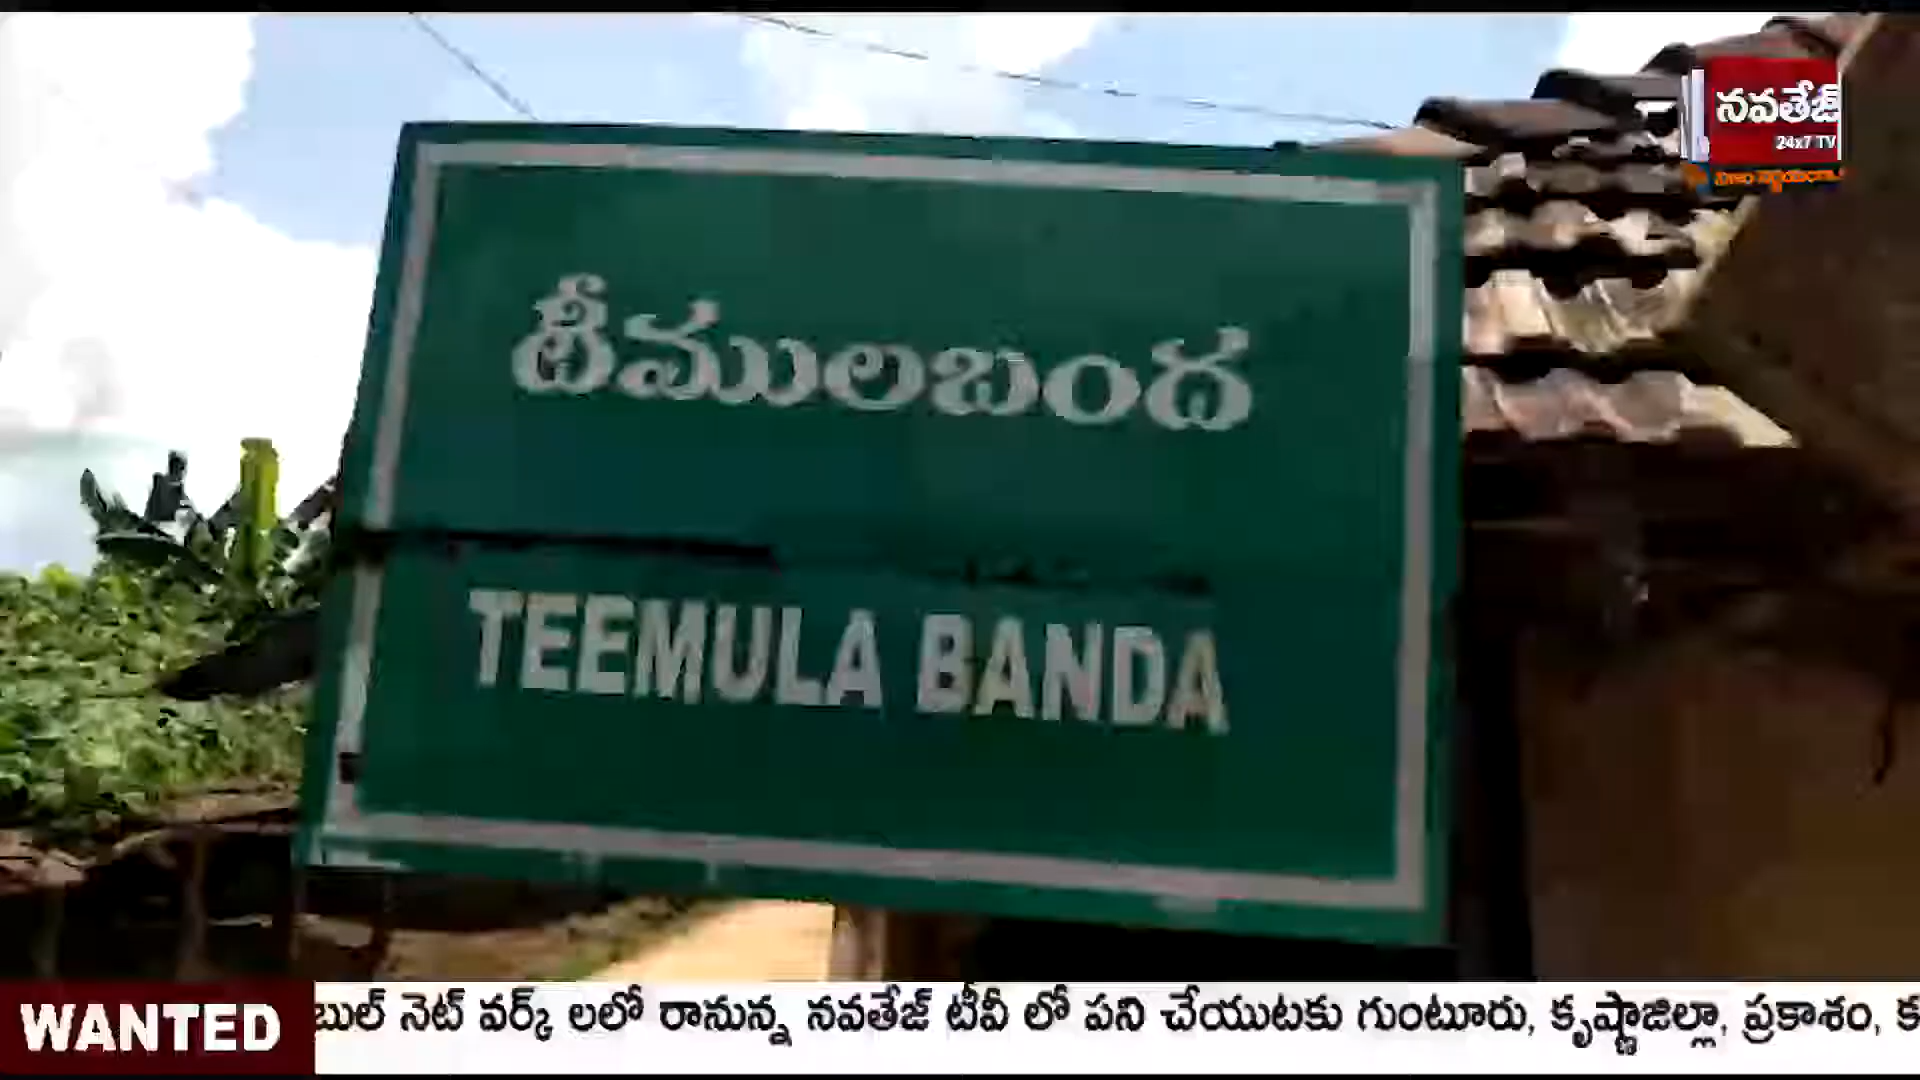 నవతేజ్
24x7 TV
టీములబంద
TEEMULA BANDA
WANTED
బుల్ నెట్ వర్క్ లలో రానున్న నవతేజ్ టీవీ లో పని చేయుటకు గుంటూరు, కృష్ణాజిల్లా, ప్రకాశం, క